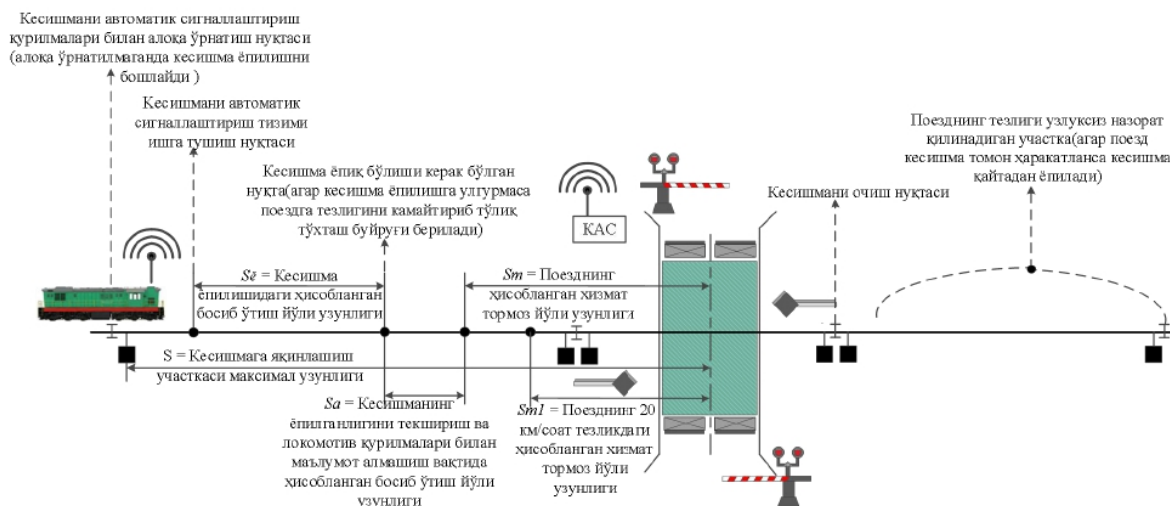 Кесишмани автоматик сигналлаштириш
қурилмалари билан алоқа ўрнатиш нуқтаси
(алоқа ўрнатилмаганда кесишма ёпилишни
бошлайди )
Кесишмани автоматик
сигналлаштириш тизими
ишга тушиш нуқтаси
Кесишма ёпиқ бўлиши керак бўлган
нуқта(агар кесишма ёпилишга улгурмаса
поездга тезлигини камайтириб тўлиқ
тўхташ буйруғи берилади)
КАС
Кесишмани очиш нуқтаси
Поезднинг тезлиги узлуксиз назорат
қилинадиган участка(агар поезд
кесишма томон ҳаракатланса кесишма
қайтадан ёпилади)
Sё = Кесишма
ёпилишидаги ҳисобланган
босиб ўтиш йўли узунлиги
Sт = Поезднинг
ҳисобланган хизмат
тормоз йўли узунлиги
S = Кесишмага яқинлашиш
участкаси максимал узунлиги
Sа = Кесишманинг
ёпилганлигини текшириш ва
локомотив қурилмалари билан
маълумот алмашиш вақтида
ҳисобланган босиб ўтиш йўли
узунлиги
Sт1 = Поезднинг 20
км/соат тезликдаги
ҳисобланган хизмат
тормоз йўли
узунлиги